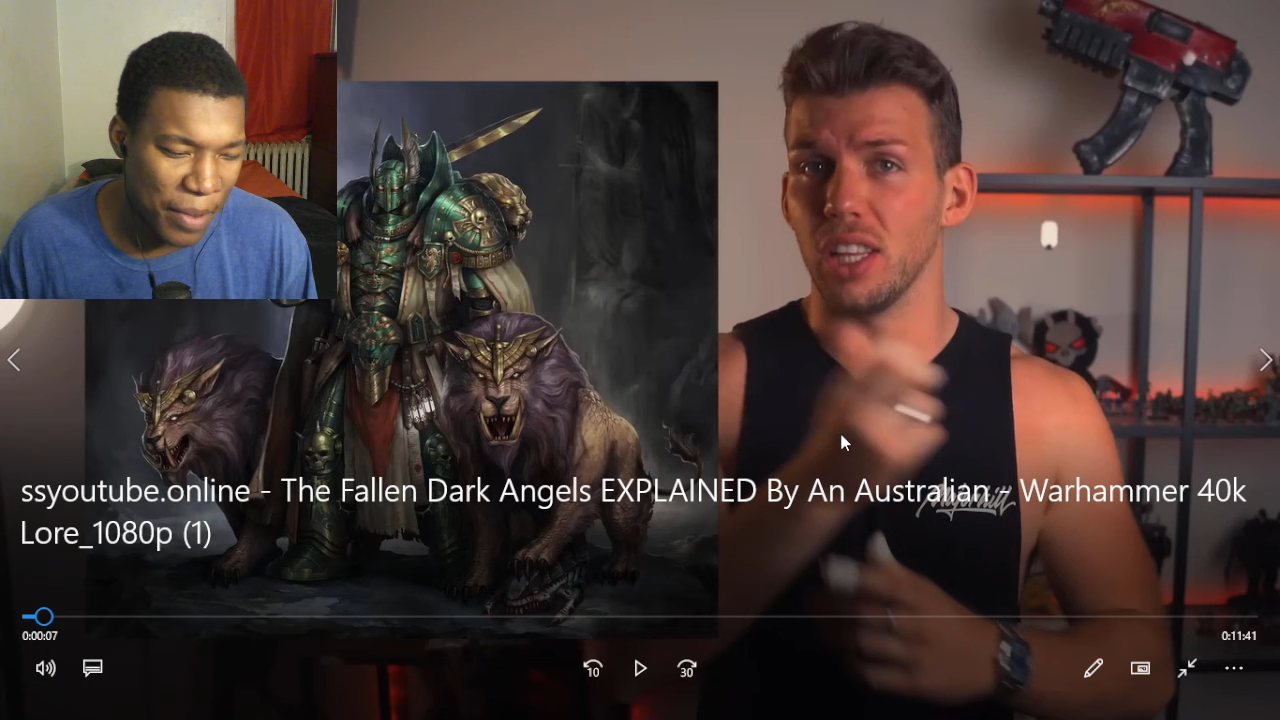 ssyoutube.online - The Fallen Dark Angels EXPLAINED By An Australian - Warhammer 40k
Lore_1080p (1)
0:00:07
0:11:41
10
30